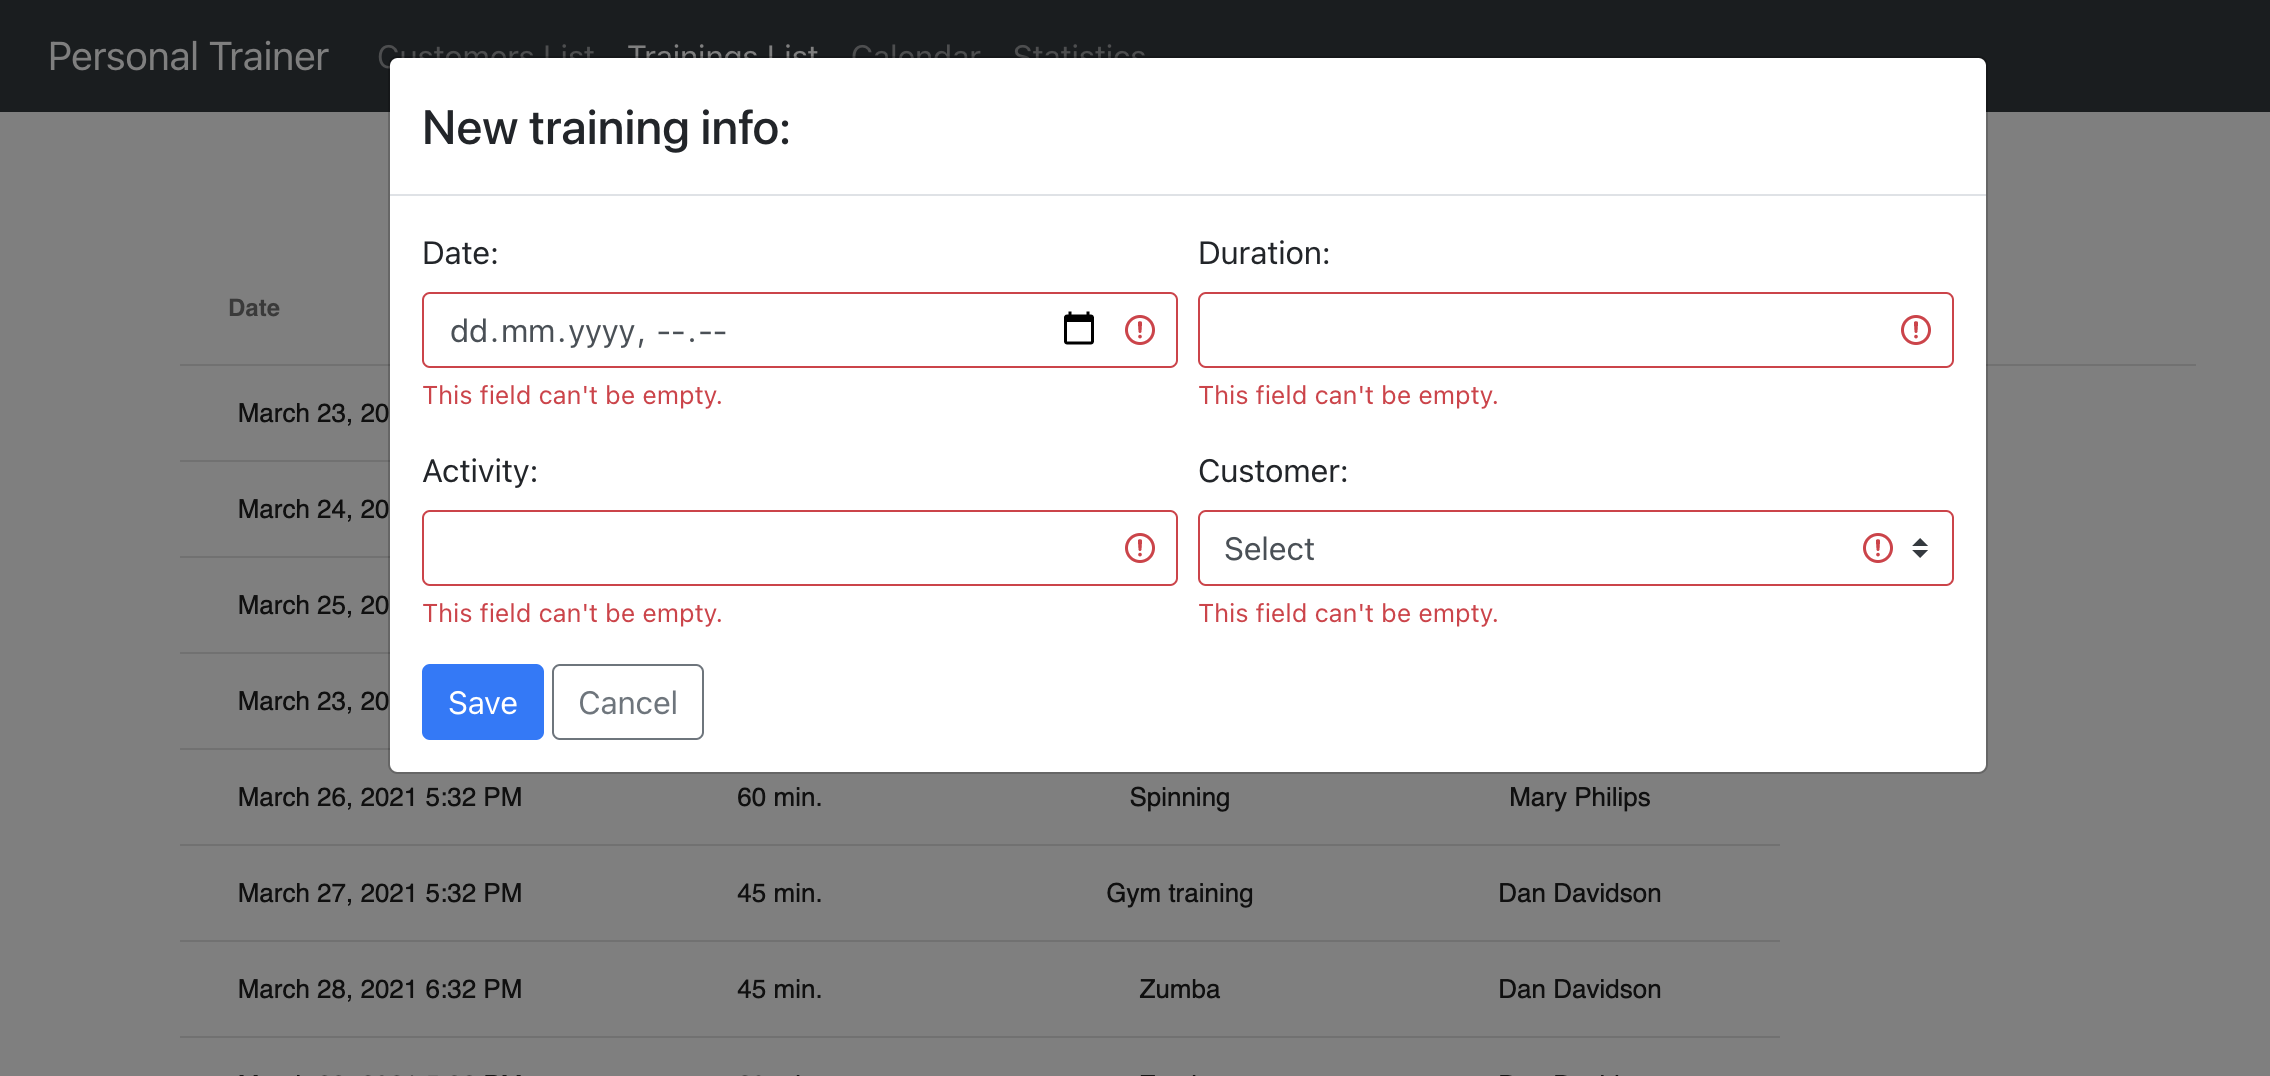 Personal Trainer Customers List Trainings List Calendar Statistics
New training info:
Date: Duration:
dd.mm.yyyy, --.--
This field can't be empty. This field can't be empty.
Activity: Customer:
Select
This field can't be empty. This field can't be empty.
Save Cancel
Date
March 23, 20
March 24, 20
March 25, 20
March 23, 20
March 26, 2021 5:32 PM 60 min. Spinning Mary Philips
March 27, 2021 5:32 PM 45 min. Gym training Dan Davidson
March 28, 2021 6:32 PM 45 min. Zumba Dan Davidson